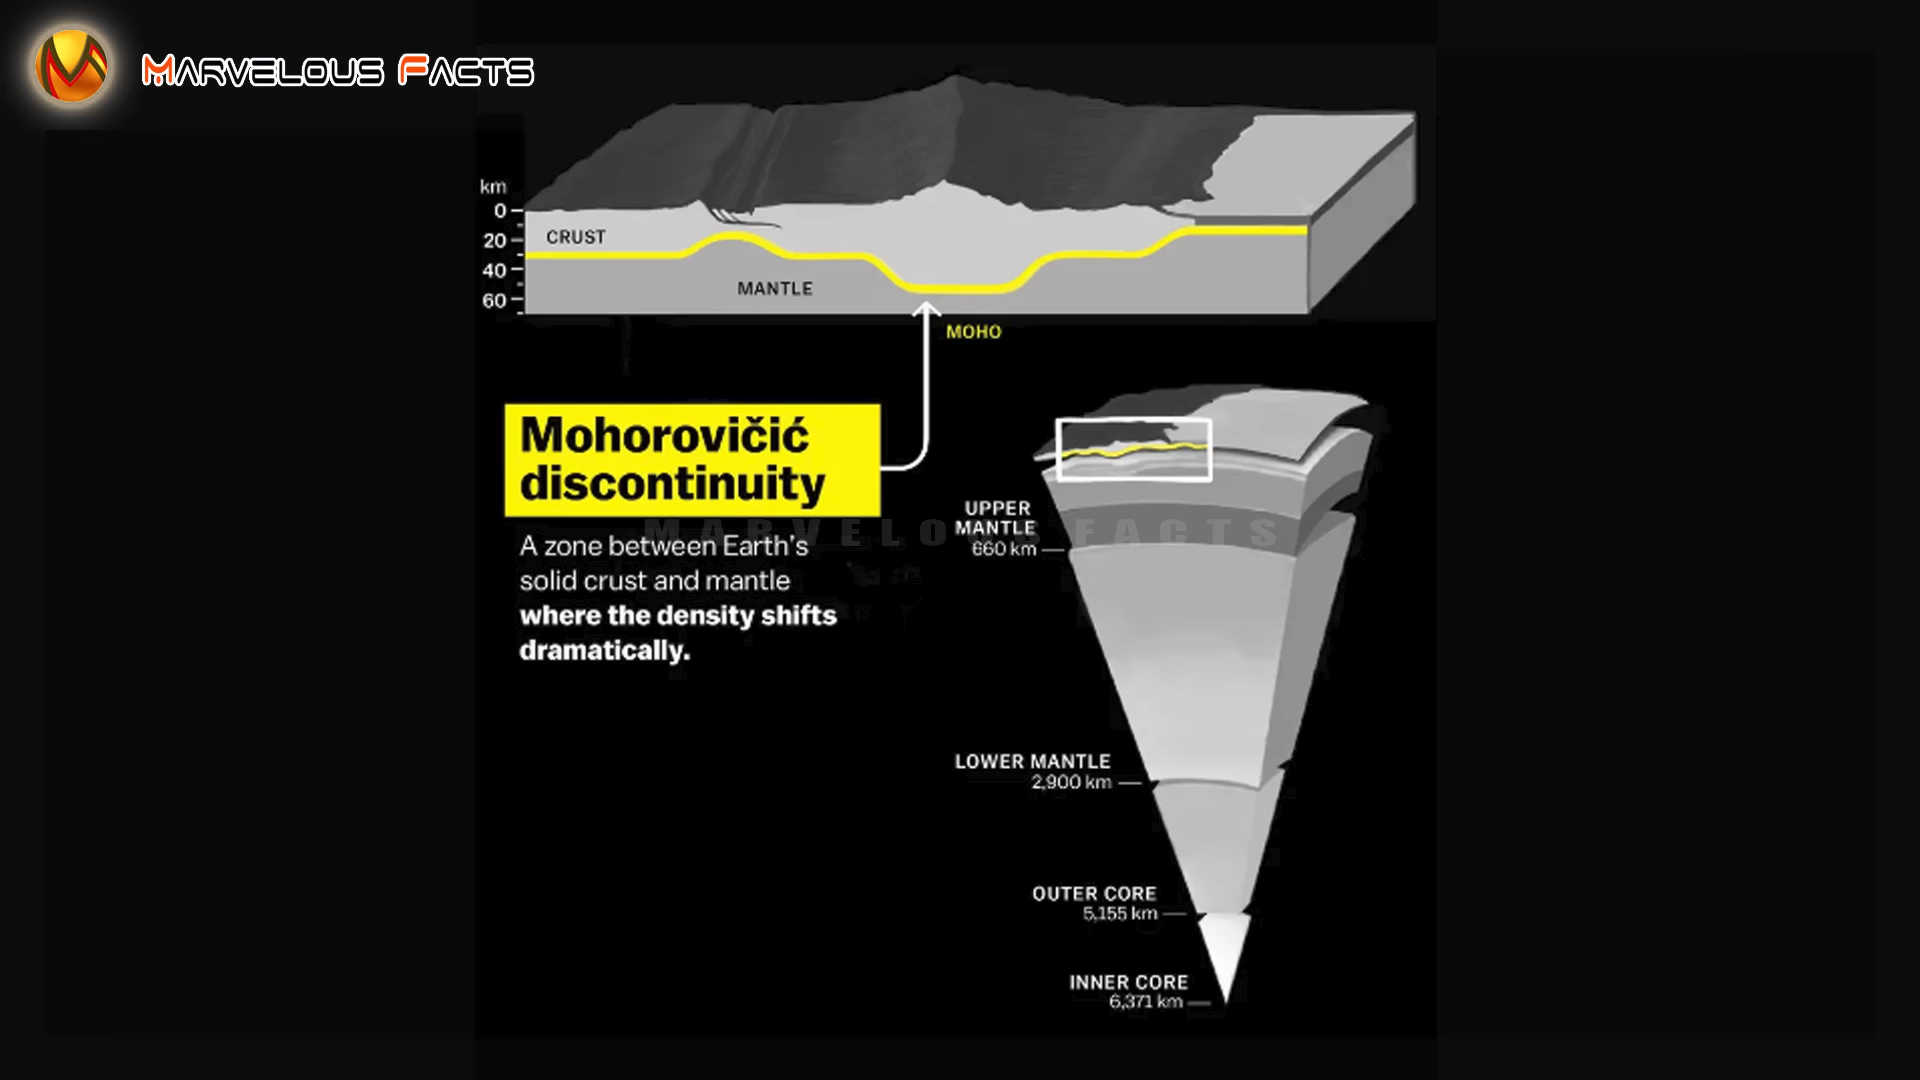 MARVELOUS FACTS
km
0
20
40
60
CRUST
MANTLE
MOHO
Mohorovičić
discontinuity
A zone between Earth's
solid crust and mantle
where the density shifts
dramatically.
MARVELOUS FACTS
UPPER
MANTLE
660 km
LOWER MANTLE
2,900 km
OUTER CORE
5,155 km
INNER CORE
6,371 km